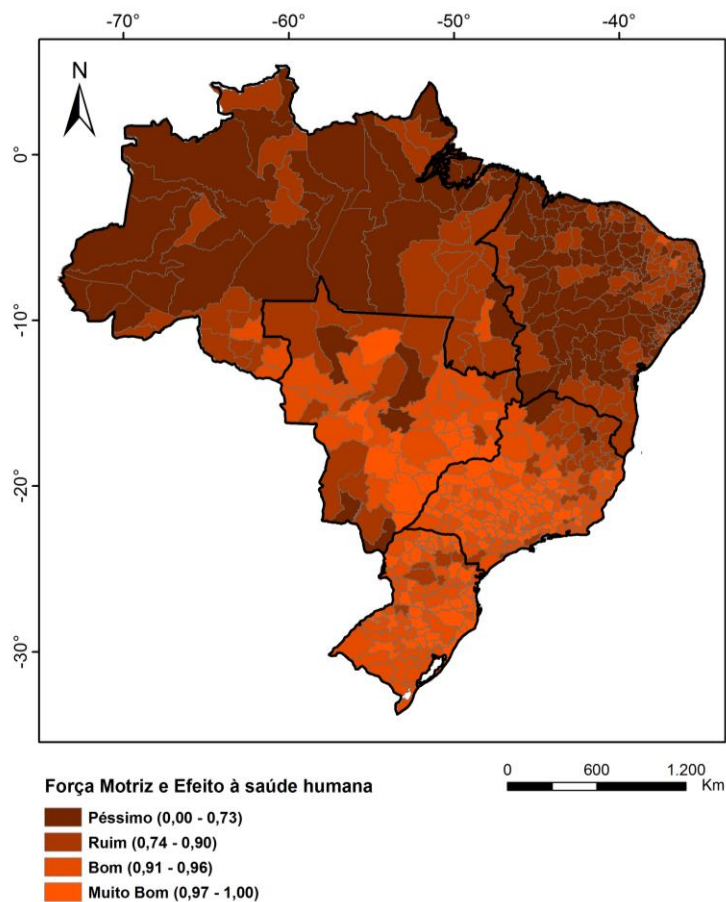 -70° -60° -50° -40°
N
0°
-10°
-20°
-30°
Força Motriz e Efeito à saúde humana
0 600 1.200
Km
Péssimo (0,00 - 0,73)
Ruim (0,74 - 0,90)
Bom (0,91 - 0,96)
Muito Bom (0,97 - 1,00)